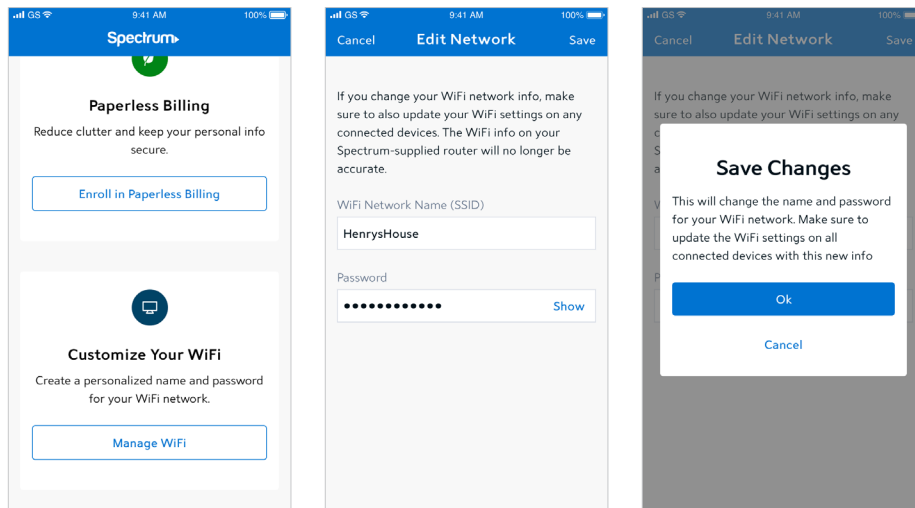 GS 9:41 AM 100%
Spectrum
Paperless Billing
Reduce clutter and keep your personal info
secure.
Enroll in Paperless Billing
Customize Your WiFi
Create a personalized name and password
for your WiFi network.
Manage WiFi
GS 9:41 AM 100%
Cancel Edit Network Save
If you change your WiFi network info, make
sure to also update your WiFi settings on any
connected devices. The WiFi info on your
Spectrum-supplied router will no longer be
accurate.
WiFi Network Name (SSID)
HenrysHouse
Password
●●●●●●●●●●●● Show
GS 9:41 AM 100%
Cancel Edit Network Save
If you change your WiFi network info, make
sure to also update your WiFi settings on any
Save Changes
This will change the name and password
for your WiFi network. Make sure to
update the WiFi settings on all
connected devices with this new info
Ok
Cancel